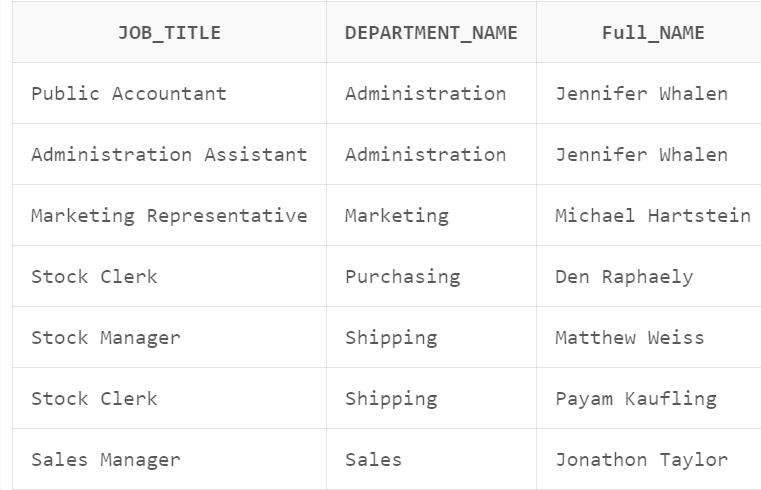 JOB_TITLE DEPARTMENT_NAME Full_NAME
Public Accountant Administration Jennifer Whalen
Administration Assistant Administration Jennifer Whalen
Marketing Representative Marketing Michael Hartstein
Stock Clerk Purchasing Den Raphaely
Stock Manager Shipping Matthew Weiss
Stock Clerk Shipping Payam Kaufling
Sales Manager Sales Jonathon Taylor